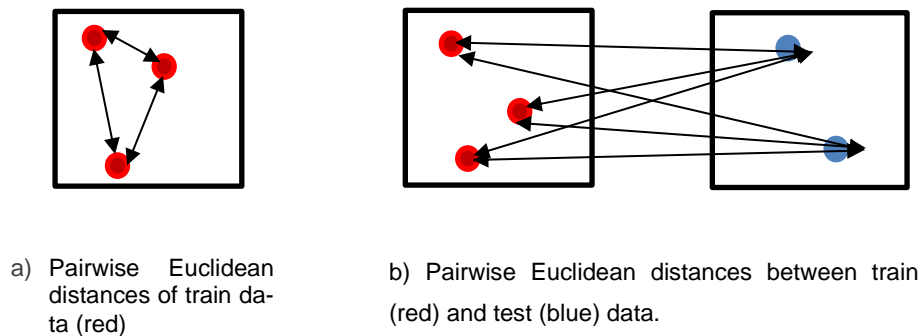 a) Pairwise Euclidean
distances of train da-
ta (red)
b) Pairwise Euclidean distances between train
(red) and test (blue) data.